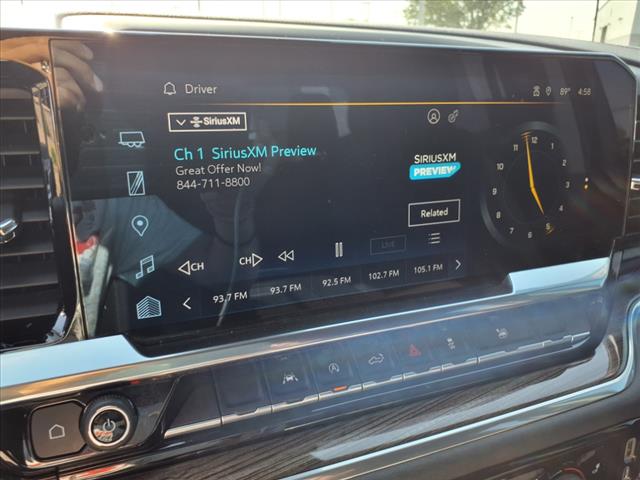 Driver
89° 4:58
SiriusXM
Ch 1 SiriusXM Preview
Great Offer Now!
844-711-8800
SIRIUSXM
PREVIEW
Related
CH CH LIVE
93.7 FM 93.7 FM 92.5 FM 102.7 FM 105.1 FM
12
1
2
3
4
5
6
7
8
9
10
11